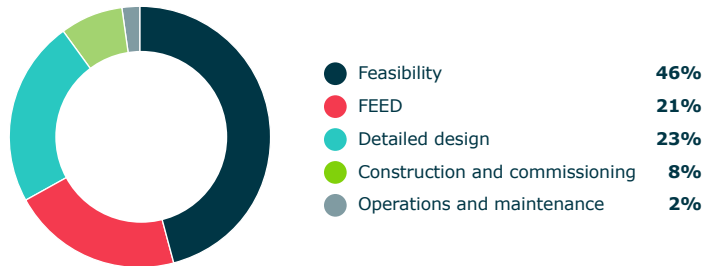 Feasibility 46%
FEED 21%
Detailed design 23%
Construction and commissioning 8%
Operations and maintenance 2%